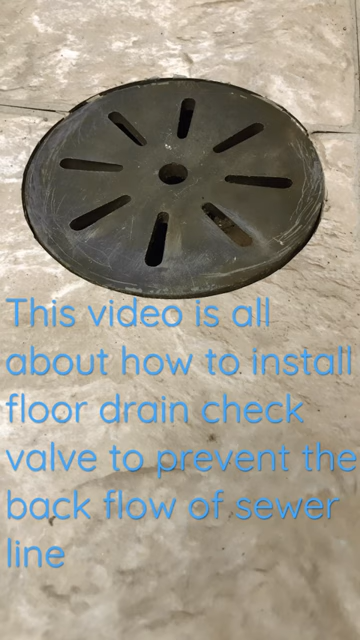 This video is all
about how to install
floor drain check
valve to prevent the
back flow of sewer
line